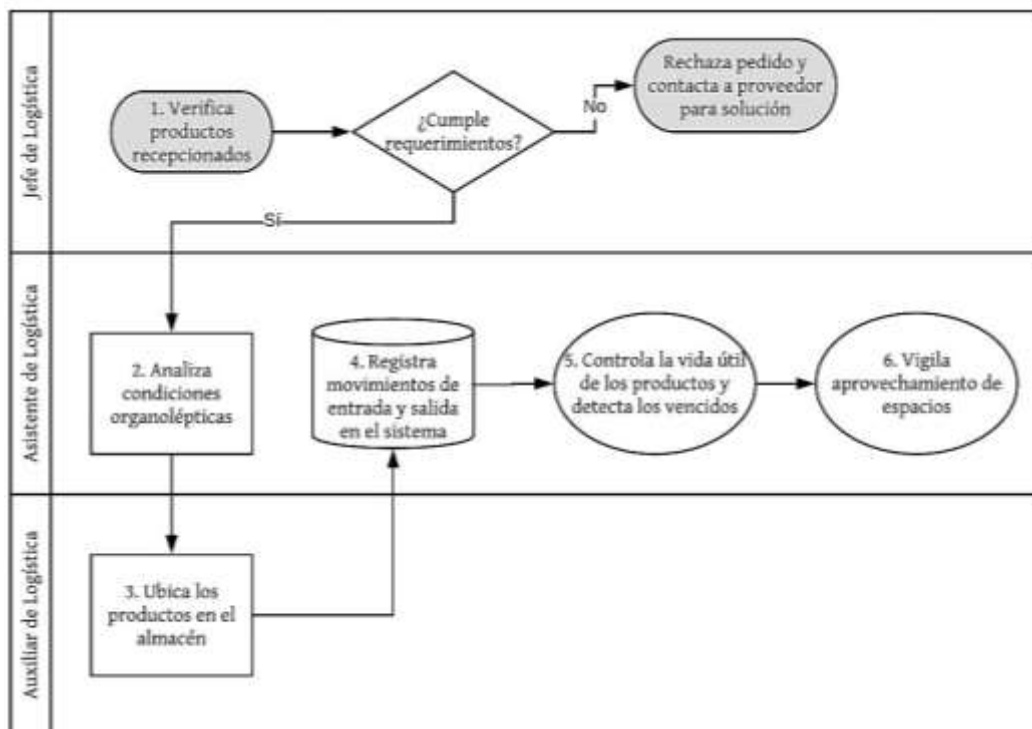 Jefe de Logística
1. Verifica
productos
recepcionados
¿Cumple
requerimientos?
No
Rechaza pedido y
contacta a proveedor
para solución
Sí
Asistente de Logística
2. Analiza
condiciones
organolépticas
4. Registra
movimientos de
entrada y salida
en el sistema
5. Controla la vida útil
de los productos y
detecta los vencidos
6. Vigila
aprovechamiento de
espacios
Auxiliar de Logística
3. Ubica los
productos en el
almacén